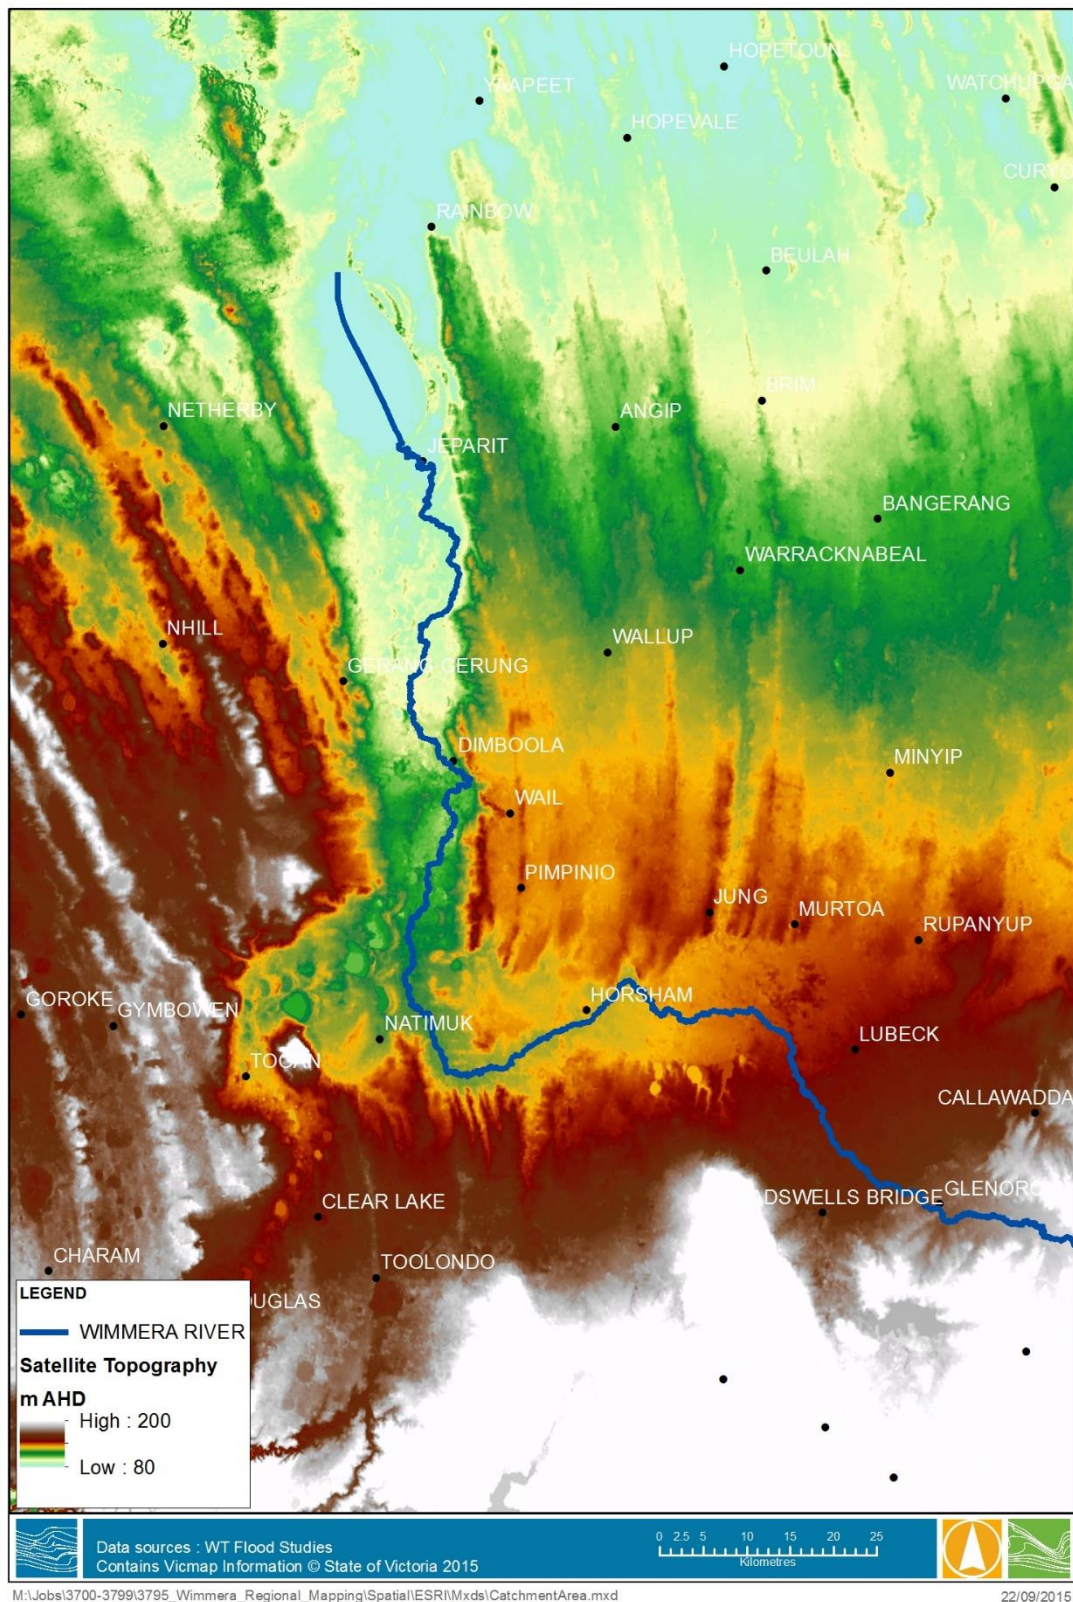 HOPETOUN
YAAPEET
WATCHUPGA
HOPEVALE
CURYO
RAINBOW
BEULAH
BRIM
NETHERBY
ANGIP
JEPARIT
BANGERANG
WARRACKNABEAL
NHILL
WALLUP
GERANG GERUNG
DIMBOOLA
MINYIP
WAIL
PIMPINIO
JUNG
MURTOA
RUPANYUP
GOROKE
GYMBOWEN
HORSHAM
NATIMUK
LUBECK
TOOAN
CALLAWADDA
DSWELLS BRIDGE
GLENORC
CLEAR LAKE
CHARAM
TOOLONDO
OUGLAS
LEGEND
WIMMERA RIVER
Satellite Topography
m AHD
High : 200
Low : 80
Data sources : WT Flood Studies
Contains Vicmap Information © State of Victoria 2015
0 2.5 5 10 15 20 25
Kilometres
M:\Jobs\3700-3799\3795_Wimmera_Regional_Mapping\Spatial\ESRI\Mxds\CatchmentArea.mxd
22/09/2015